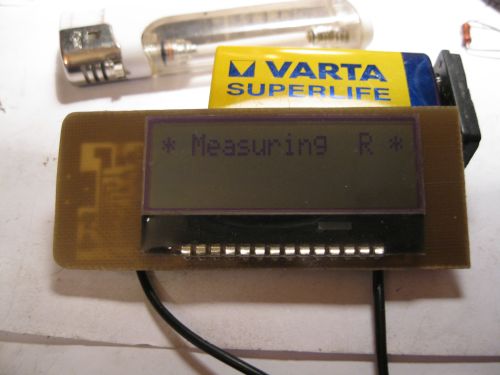 VARTA
SUPERLIFE
* Measuring R *